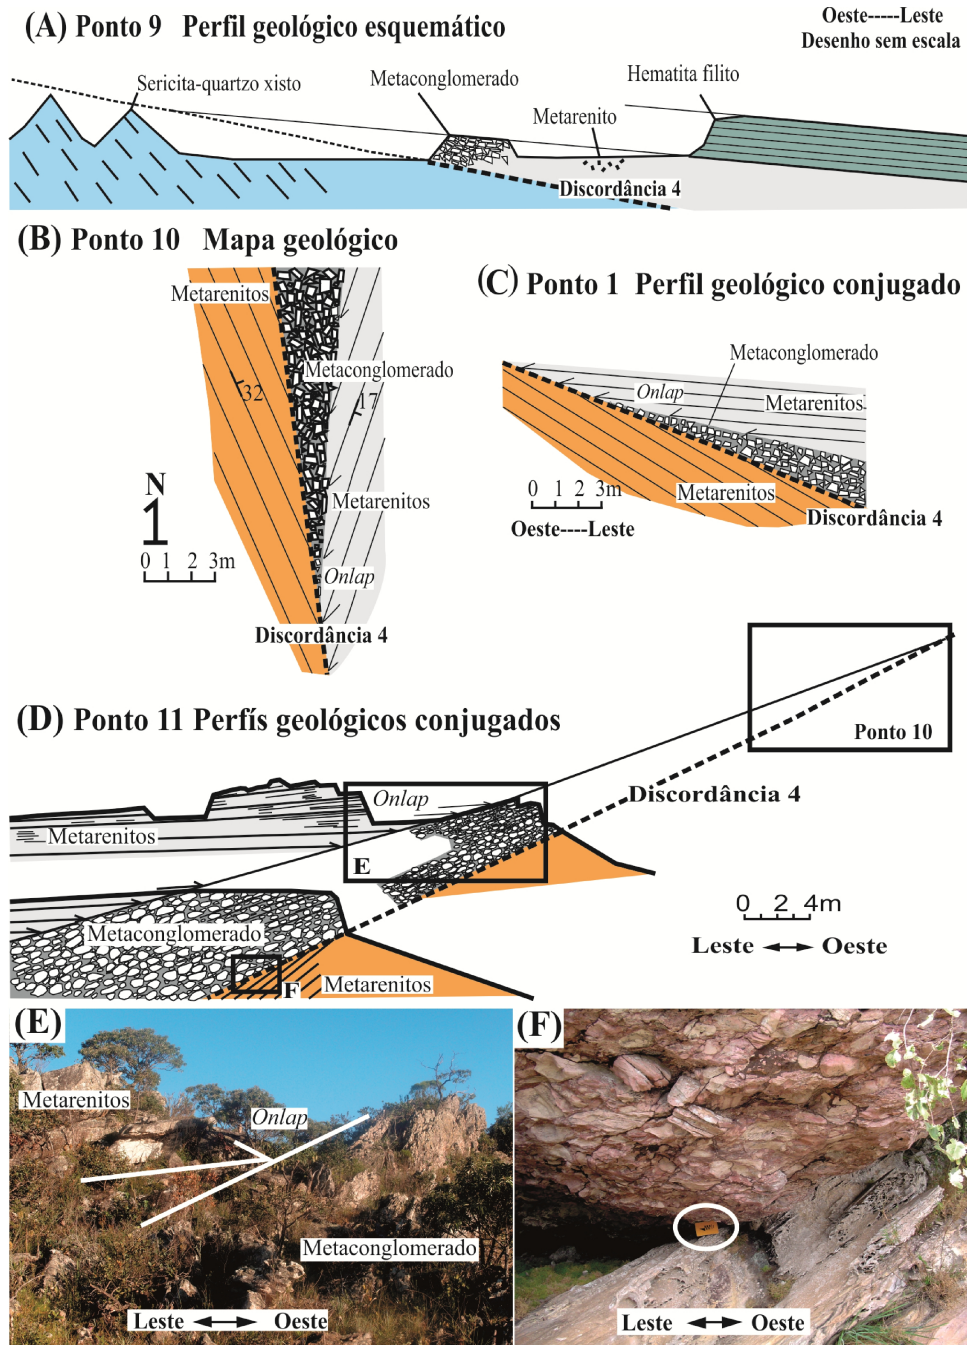 (A) Ponto 9 Perfil geológico esquemático
Oeste-----Leste
Desenho sem escala
Sericita-quartzo xisto
Metaconglomerado
Metarenito
Hematita filito
Discordância 4
(B) Ponto 10 Mapa geológico
Metarenitos
Metaconglomerado
32
17
Metarenitos
N
0 1 2 3m
Onlap
Discordância 4
(C) Ponto 1 Perfil geológico conjugado
Metaconglomerado
Onlap
Metarenitos
0 1 2 3m
Metarenitos
Oeste----Leste
Discordância 4
(D) Ponto 11 Perfís geológicos conjugados
Ponto 10
Onlap
Discordância 4
Metarenitos
E
0 2 4m
Metaconglomerado
Leste Oeste
F
Metarenitos
(E)
Metarenitos
Onlap
Metaconglomerado
Leste Oeste
(F)
Leste Oeste